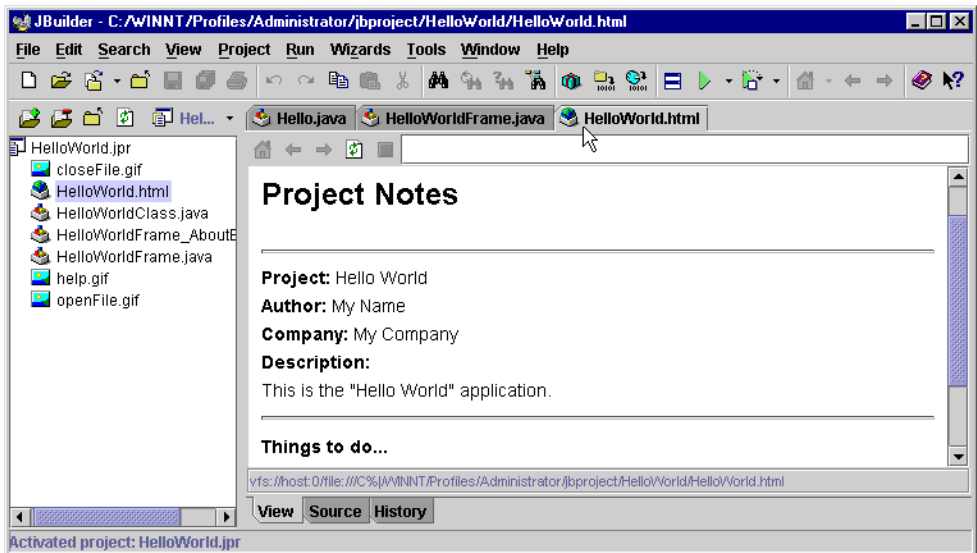 JBuilder - C:/WINNT/Profiles/Administrator/jbproject/HelloWorld/HelloWorld.html
File Edit Search View Project Run Wizards Tools Window Help
Hel...
Hello.java HelloWorldFrame.java HelloWorld.html
HelloWorld.jpr
closeFile.gif
HelloWorld.html
HelloWorldClass.java
HelloWorldFrame_AboutB
HelloWorldFrame.java
help.gif
openFile.gif
Project Notes
Project: Hello World
Author: My Name
Company: My Company
Description:
This is the "Hello World" application.
Things to do...
vfs://host:0/file:///C%|/WINNT/Profiles/Administrator/jbproject/HelloWorld/HelloWorld.html
View Source History
Activated project: HelloWorld.jpr